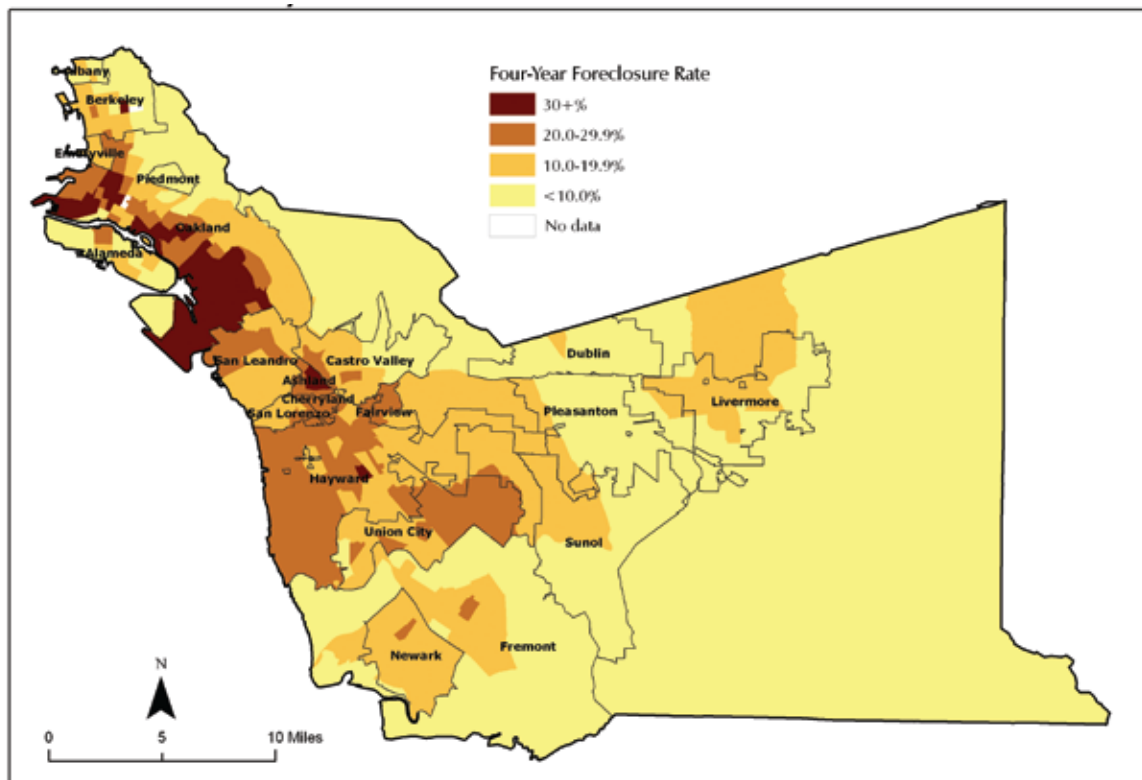 Four-Year Foreclosure Rate
30+%
20.0-29.9%
10.0-19.9%
<10.0%
No data
Albany
Berkeley
Emeryville
Piedmont
Oakland
Alameda
San Leandro
Castro Valley
Dublin
Ashland
Cherryland
San Lorenzo
Fairview
Pleasanton
Livermore
Hayward
Union City
Sunol
Fremont
Newark
N
0 5 10 Miles